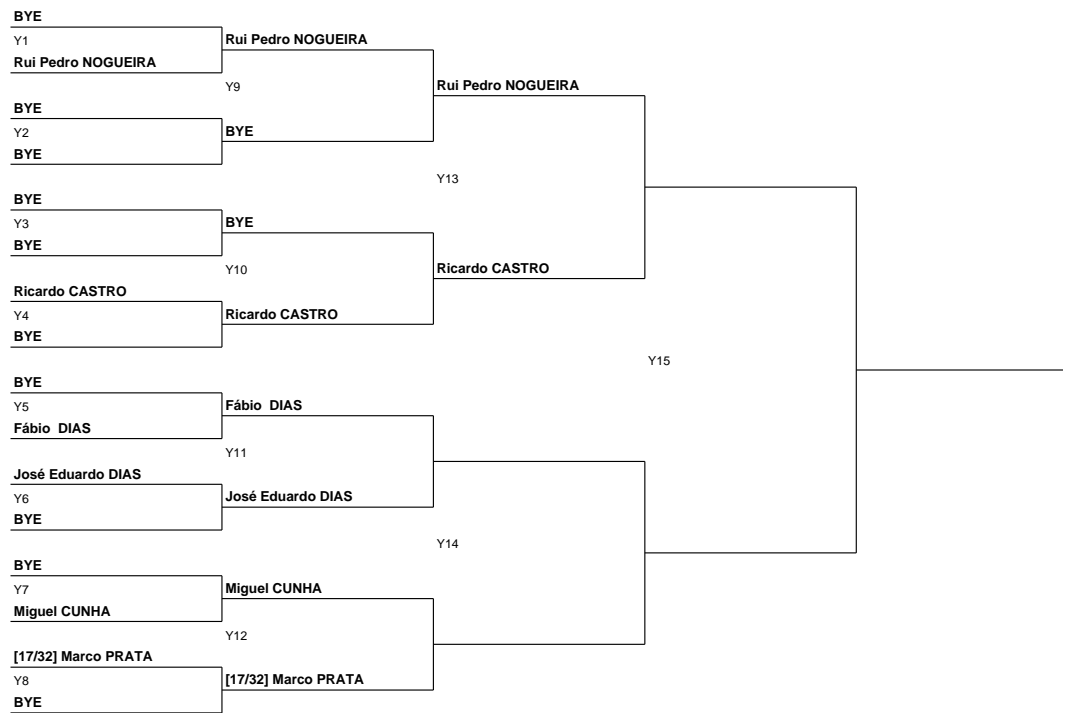 BYE
Y1
Rui Pedro NOGUEIRA
Rui Pedro NOGUEIRA
Y9
Rui Pedro NOGUEIRA
BYE
Y2
BYE
BYE
Y13
BYE
Y3
BYE
BYE
Y10
Ricardo CASTRO
Ricardo CASTRO
Y4
Ricardo CASTRO
BYE
Y15
BYE
Y5
Fábio  DIAS
Fábio  DIAS
Y11
José Eduardo DIAS
Y6
José Eduardo DIAS
BYE
Y14
BYE
Y7
Miguel CUNHA
Miguel CUNHA
Y12
[17/32] Marco PRATA
Y8
[17/32] Marco PRATA
BYE